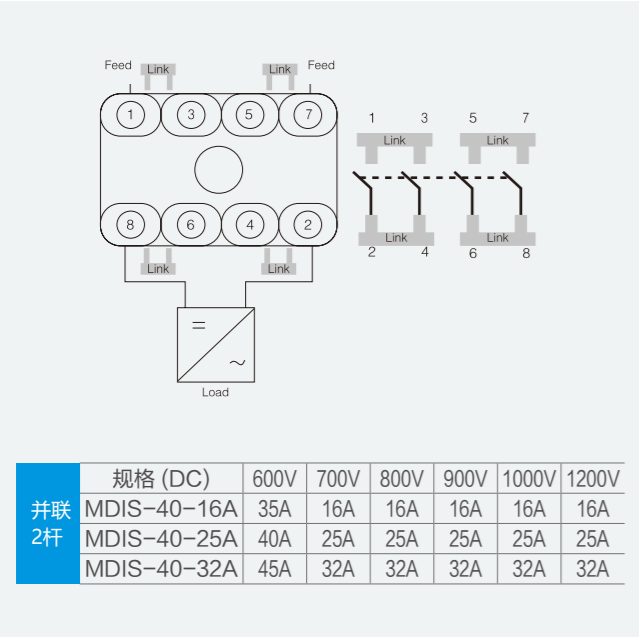 Feed Link Link Feed
1 3 5 7
8 6 4 2
Link Link
Load
1 3 5 7
Link Link
Link Link
2 4 6 8
并联
2杆
规格 (DC) 600V 700V 800V 900V 1000V 1200V
MDIS-40-16A 35A 16A 16A 16A 16A 16A
MDIS-40-25A 40A 25A 25A 25A 25A 25A
MDIS-40-32A 45A 32A 32A 32A 32A 32A